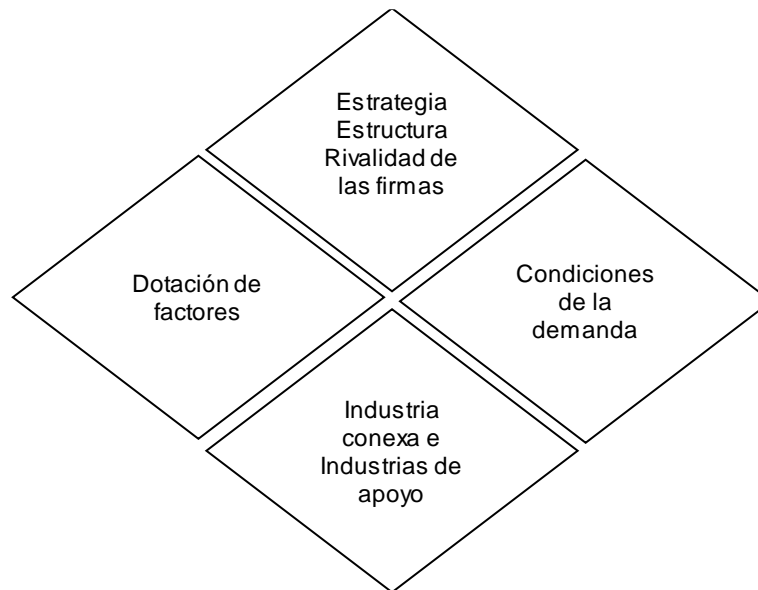 Estrategia
Estructura
Rivalidad de
las firmas
Dotación de
factores
Condiciones
de la
demanda
Industria
conexa e
Industrias de
apoyo